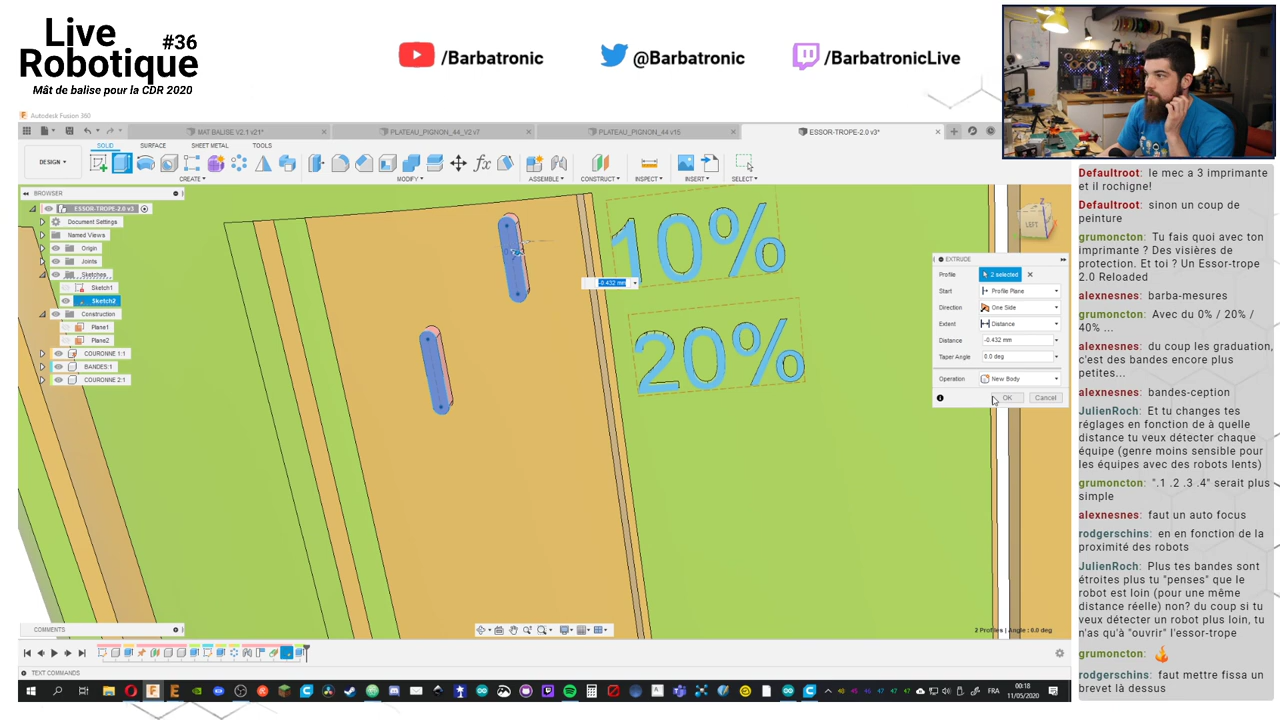 Live
Robotique #36
Mât de balise pour la CDR 2020
/Barbatronic
@Barbatronic
/BarbatronicLive
Autodesk Fusion 360
MAT BALISE V2.1 v21*
PLATEAU_PIGNON_44_V2 v7
PLATEAU_PIGNON_44 v15
ESSOR-TROPE-2.0 v3*
SOLID
SURFACE
SHEET METAL
TOOLS
DESIGN
CREATE
MODIFY
ASSEMBLE
CONSTRUCT
INSPECT
INSERT
SELECT
BROWSER
ESSOR-TROPE-2.0 v3
Document Settings
Named Views
Origin
Joints
Sketches
Sketch1
Sketch2
Construction
Plane1
Plane2
COURONNE 1:1
BANDES:1
COURONNE 2:1
10%
20%
-0.432 mm
LEFT
EXTRUDE
Profile 2 selected
Start Profile Plane
Direction One Side
Extent Distance
Distance -0.432 mm
Taper Angle 0.0 deg
Operation New Body
OK Cancel
COMMENTS
2 Profiles | Angle : 0.0 deg
TEXT COMMANDS
FRA
00:18
11/05/2020
Defaultroot: le mec a 3 imprimante
et il rochigne!
Defaultroot: sinon un coup de
peinture
grumoncton: Tu fais quoi avec ton
imprimante ? Des visières de
protection. Et toi ? Un Essor-trope
2.0 Reloaded
alexnesnes: barba-mesures
grumoncton: Avec du 0% / 20% /
40% ...
alexnesnes: du coup les graduation,
c'est des bandes encore plus
petites...
alexnesnes: bandes-ception
JulienRoch: Et tu changes tes
réglages en fonction de à quelle
distance tu veux détecter chaque
équipe (genre moins sensible pour
les équipes avec des robots lents)
grumoncton: ".1 .2 .3 .4" serait plus
simple
alexnesnes: faut un auto focus
rodgerschins: en en fonction de la
proximité des robots
JulienRoch: Plus tes bandes sont
étroites plus tu "penses" que le
robot est loin (pour une même
distance réelle) non? du coup si tu
veux détecter un robot plus loin, tu
n'as qu'à "ouvrir" l'essor-trope
grumoncton:
rodgerschins: faut mettre fissa un
brevet là dessus